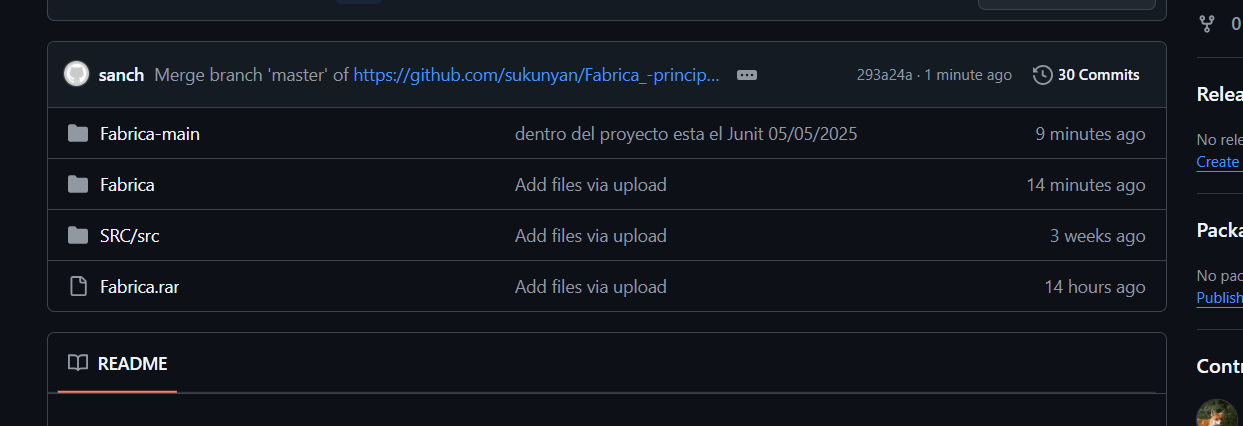 0
sanch Merge branch 'master' of https://github.com/sukunyan/Fabrica_-princip... 293a24a · 1 minute ago 30 Commits
Fabrica-main dentro del proyecto esta el Junit 05/05/2025 9 minutes ago
Fabrica Add files via upload 14 minutes ago
SRC/src Add files via upload 3 weeks ago
Fabrica.rar Add files via upload 14 hours ago
README
Relea
No rele
Create
Packa
No pac
Publish
Contr